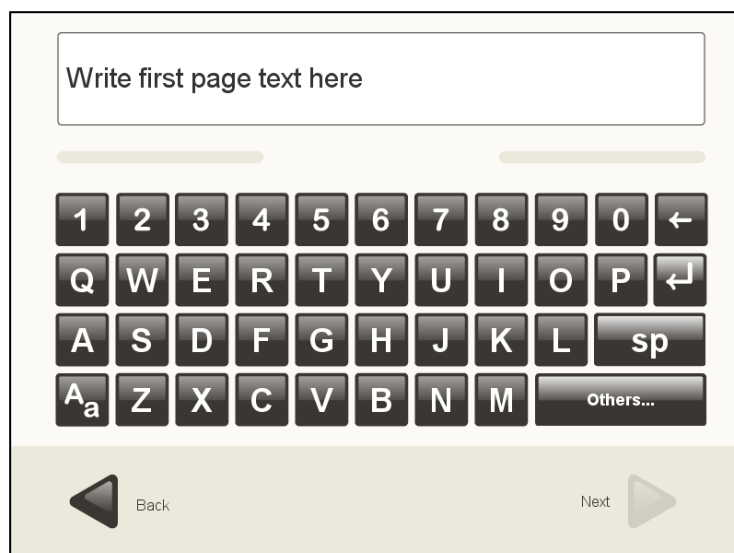 Write first page text here
1 2 3 4 5 6 7 8 9 0 ←
Q W E R T Y U I O P ↵
A S D F G H J K L sp
Aa Z X C V B N M Others...
Back Next